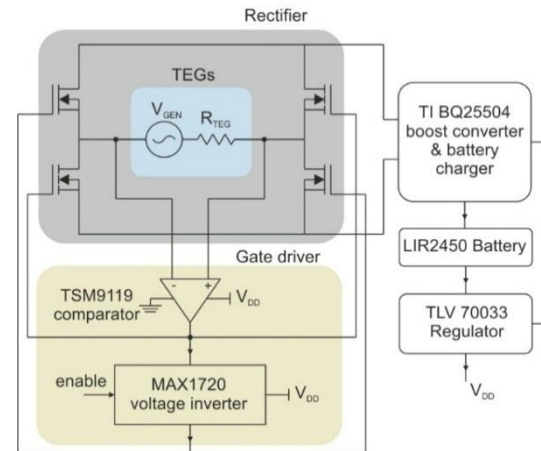 Rectifier
TEGs
V_GEN
R_TEG
TI BQ25504
boost converter
& battery
charger
LIR2450 Battery
TLV 70033
Regulator
V_DD
Gate driver
- +
TSM9119
comparator
V_DD
enable
MAX1720
voltage inverter
V_DD